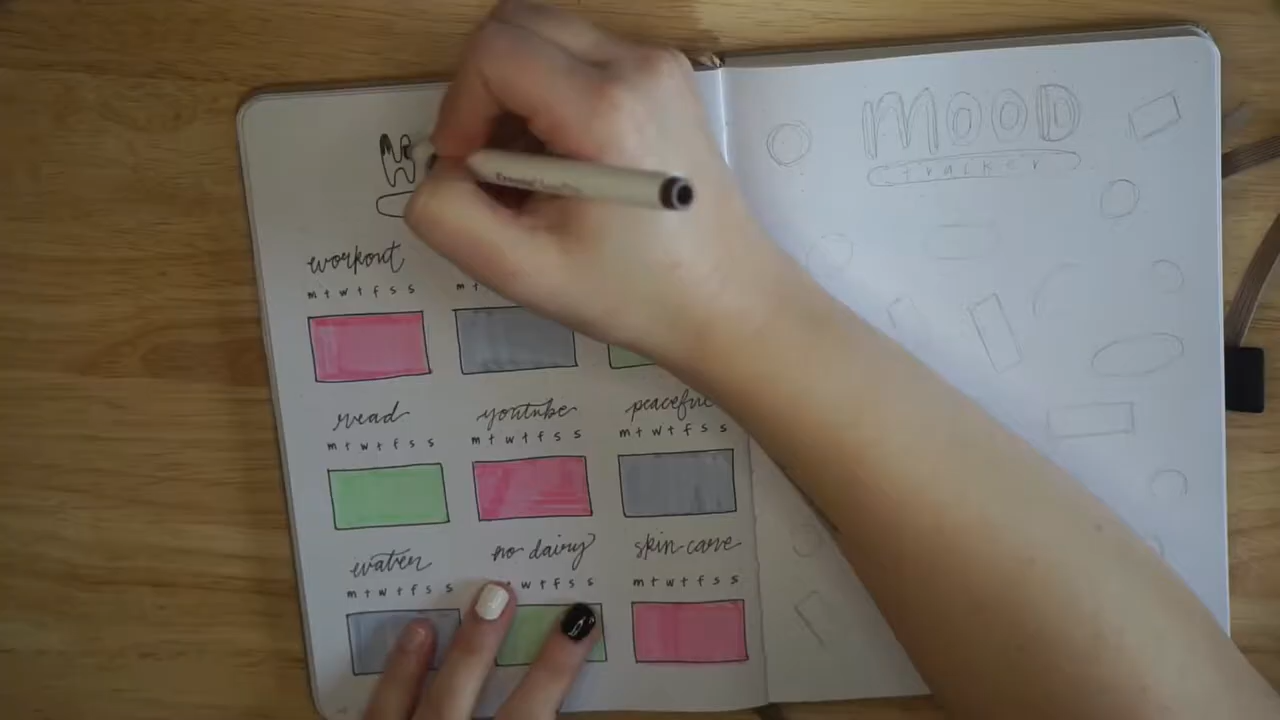 H
workout
m t w t f s s
m t
read
youtube
peaceful
m t w t f s s
m t w t f s s
m t w t f s s
water
no dairy
skin-care
m t w t f s s
w t f s s
m t w t f s s
MOOD
tracker